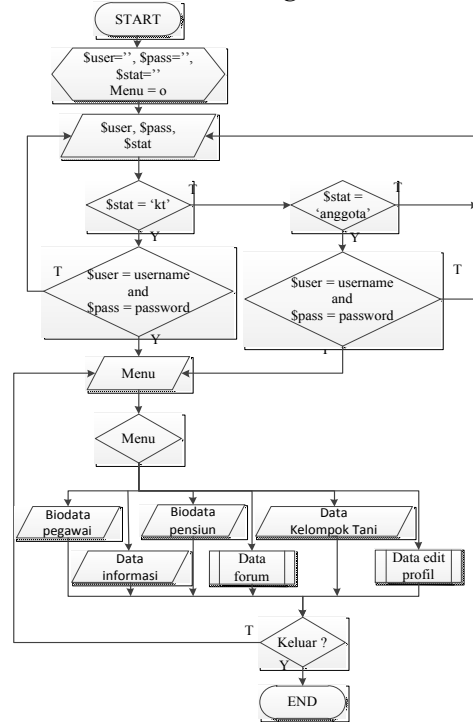 START
$user='', $pass='',
$stat=''
Menu = o
$user, $pass,
$stat
$stat = 'kt'
T
Y
$stat =
'anggota'
T
Y
T
$user = username
and
$pass = password
Y
$user = username
and
$pass = password
T
Menu
Menu
Biodata
pegawai
Biodata
pensiun
Data
Kelompok Tani
Data
informasi
Data
forum
Data edit
profil
Keluar ?
T
Y
END